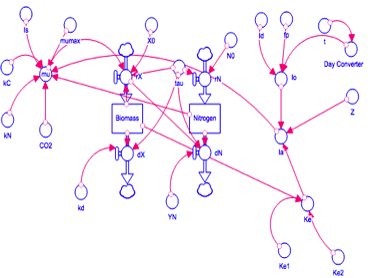 Is
mumax
X0
N0
Id
fp
t
Day Converter
kC
mu
rX
tau
rN
Io
Z
kN
CO2
Biomass
Nitrogen
Ia
dX
dN
kd
YN
Ke
Ke1
Ke2